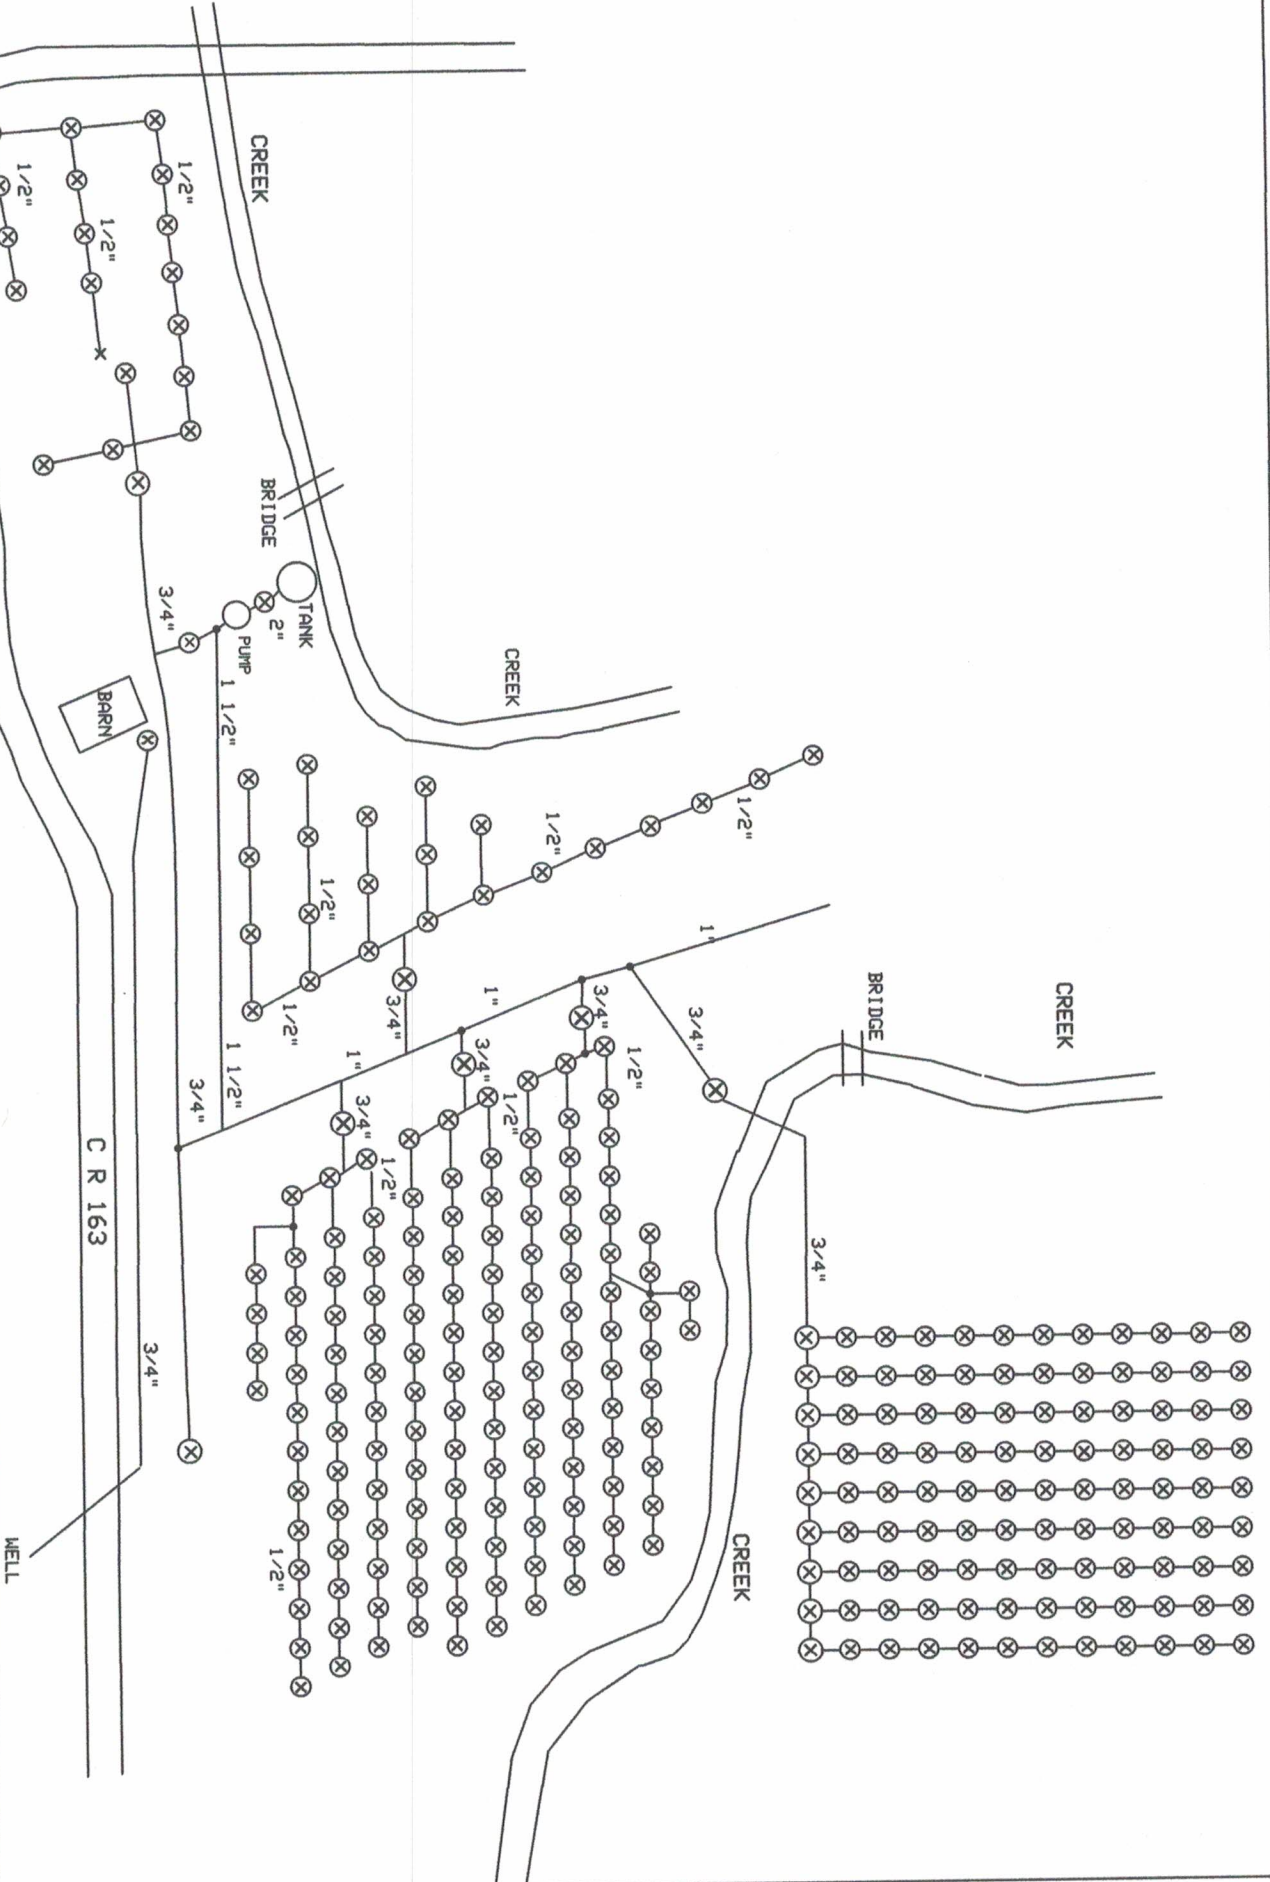 CREEK
BRIDGE
3/4"
1/2"
CREEK
1"
3/4"
1/2"
3/4"
1/2"
CREEK
1/2"
1"
3/4"
3/4"
1/2"
3/4"
1"
1/2"
TANK
1/2"
2"
1/2"
BRIDGE
CREEK
PUMP
1 1/2"
1 1/2"
3/4"
1/2"
3/4"
3/4"
1/2"
BARN
C R 163
1/2"
WELL